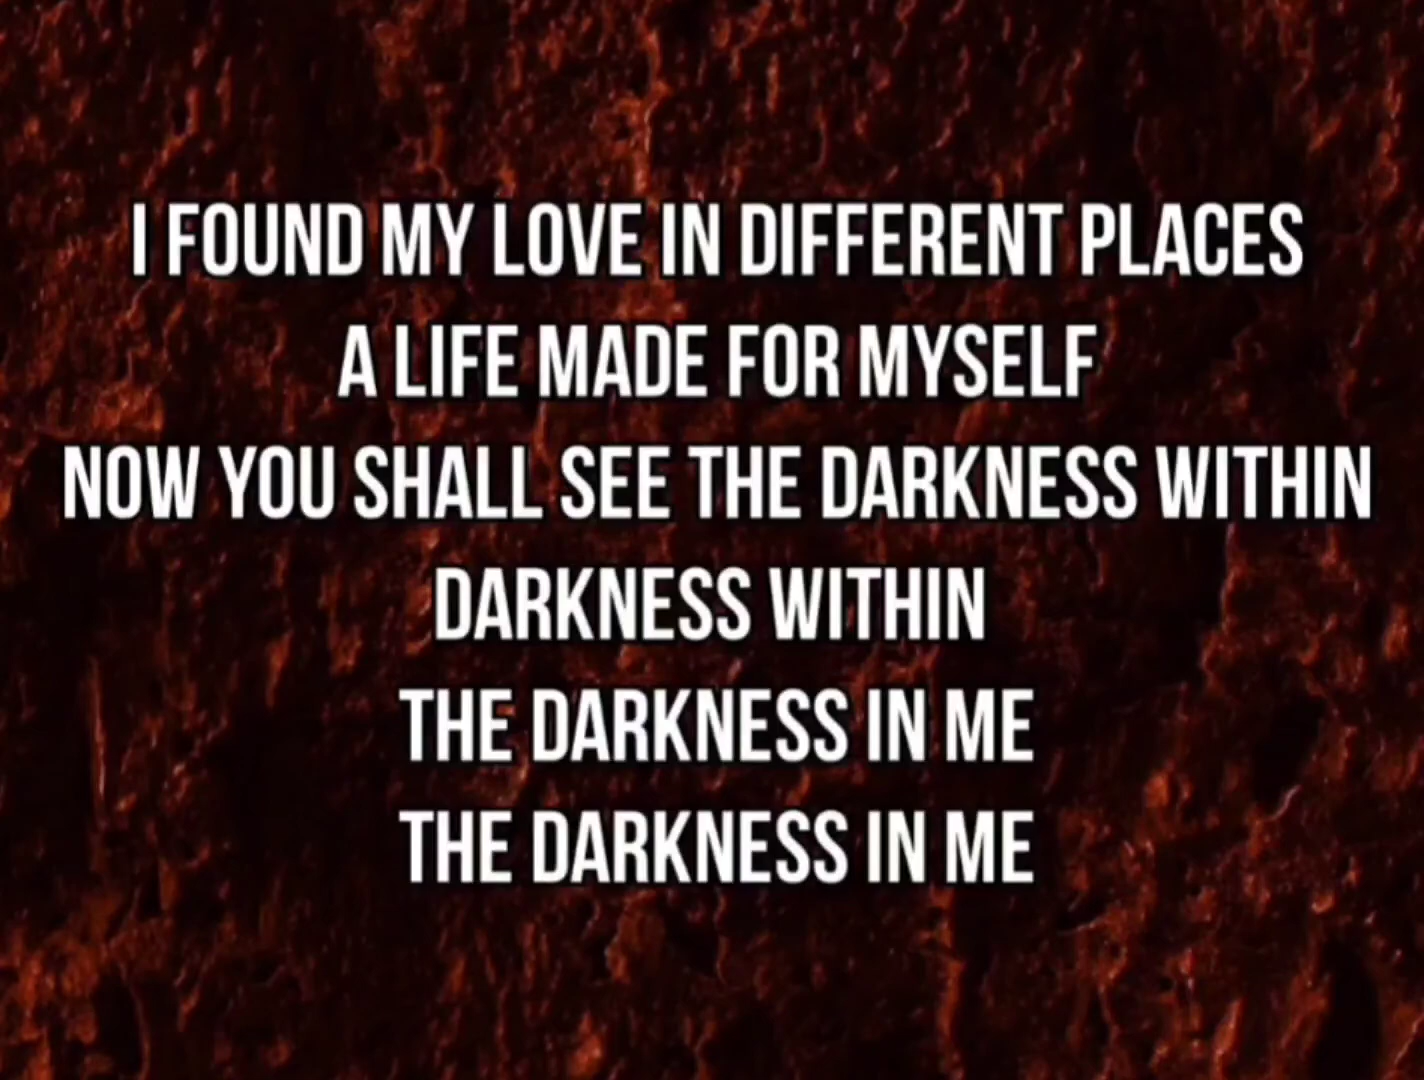 I FOUND MY LOVE IN DIFFERENT PLACES
A LIFE MADE FOR MYSELF
NOW YOU SHALL SEE THE DARKNESS WITHIN
DARKNESS WITHIN
THE DARKNESS IN ME
THE DARKNESS IN ME